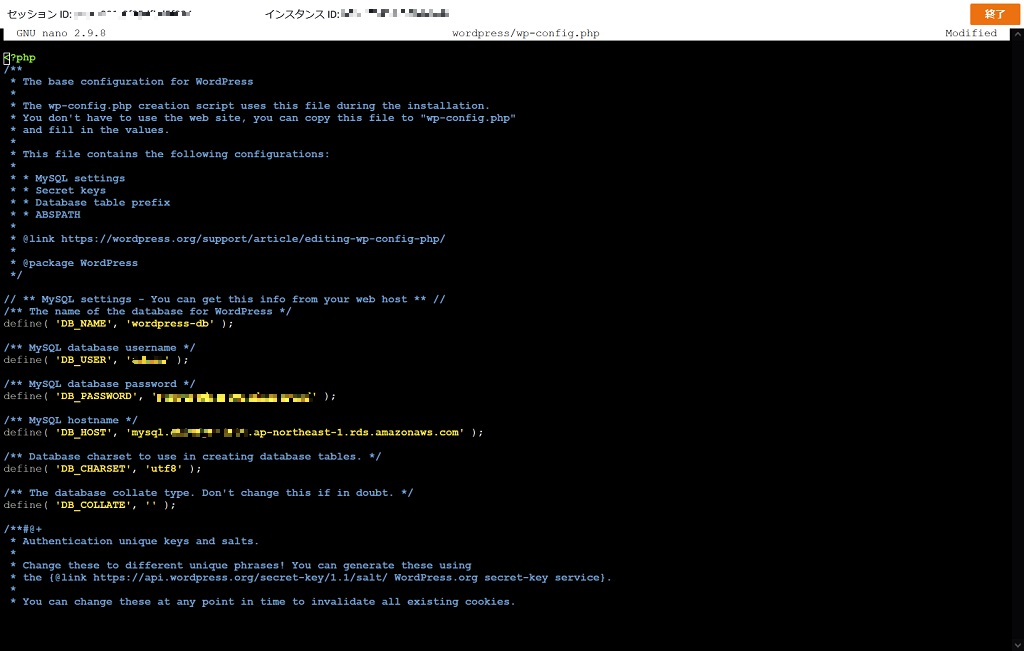 セッション ID:
インスタンス ID:
終了
GNU nano 2.9.8 wordpress/wp-config.php Modified
<?php
/**
 * The base configuration for WordPress
 *
 * The wp-config.php creation script uses this file during the installation.
 * You don't have to use the web site, you can copy this file to "wp-config.php"
 * and fill in the values.
 *
 * This file contains the following configurations:
 *
 * * MySQL settings
 * * Secret keys
 * * Database table prefix
 * * ABSPATH
 *
 * @link https://wordpress.org/support/article/editing-wp-config-php/
 *
 * @package WordPress
 */
// ** MySQL settings - You can get this info from your web host ** //
/** The name of the database for WordPress */
define( 'DB_NAME', 'wordpress-db' );
/** MySQL database username */
define( 'DB_USER', '' );
/** MySQL database password */
define( 'DB_PASSWORD', '' );
/** MySQL hostname */
define( 'DB_HOST', 'mysql. .ap-northeast-1.rds.amazonaws.com' );
/** Database charset to use in creating database tables. */
define( 'DB_CHARSET', 'utf8' );
/** The database collate type. Don't change this if in doubt. */
define( 'DB_COLLATE', '' );
/**#@+
 * Authentication unique keys and salts.
 *
 * Change these to different unique phrases! You can generate these using
 * the {@link https://api.wordpress.org/secret-key/1.1/salt/ WordPress.org secret-key service}.
 *
 * You can change these at any point in time to invalidate all existing cookies.